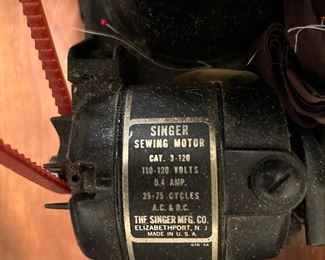 SINGER
SEWING MOTOR
CAT. 3-120
110-120 VOLTS
0.4 AMP.
25-75 CYCLES
A.C. & D.C.
THE SINGER MFG. CO.
ELIZABETHPORT, N. J.
MADE IN U. S. A.